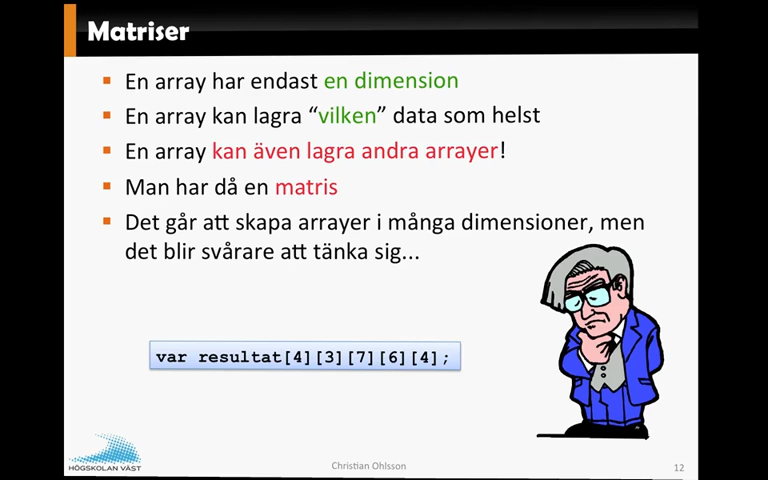 Matriser
En array har endast en dimension
En array kan lagra “vilken” data som helst
En array kan även lagra andra arrayer!
Man har då en matris
Det går att skapa arrayer i många dimensioner, men
det blir svårare att tänka sig...
var resultat[4][3][7][6][4];
HÖGSKOLAN VÄST
Christian Ohlsson
12